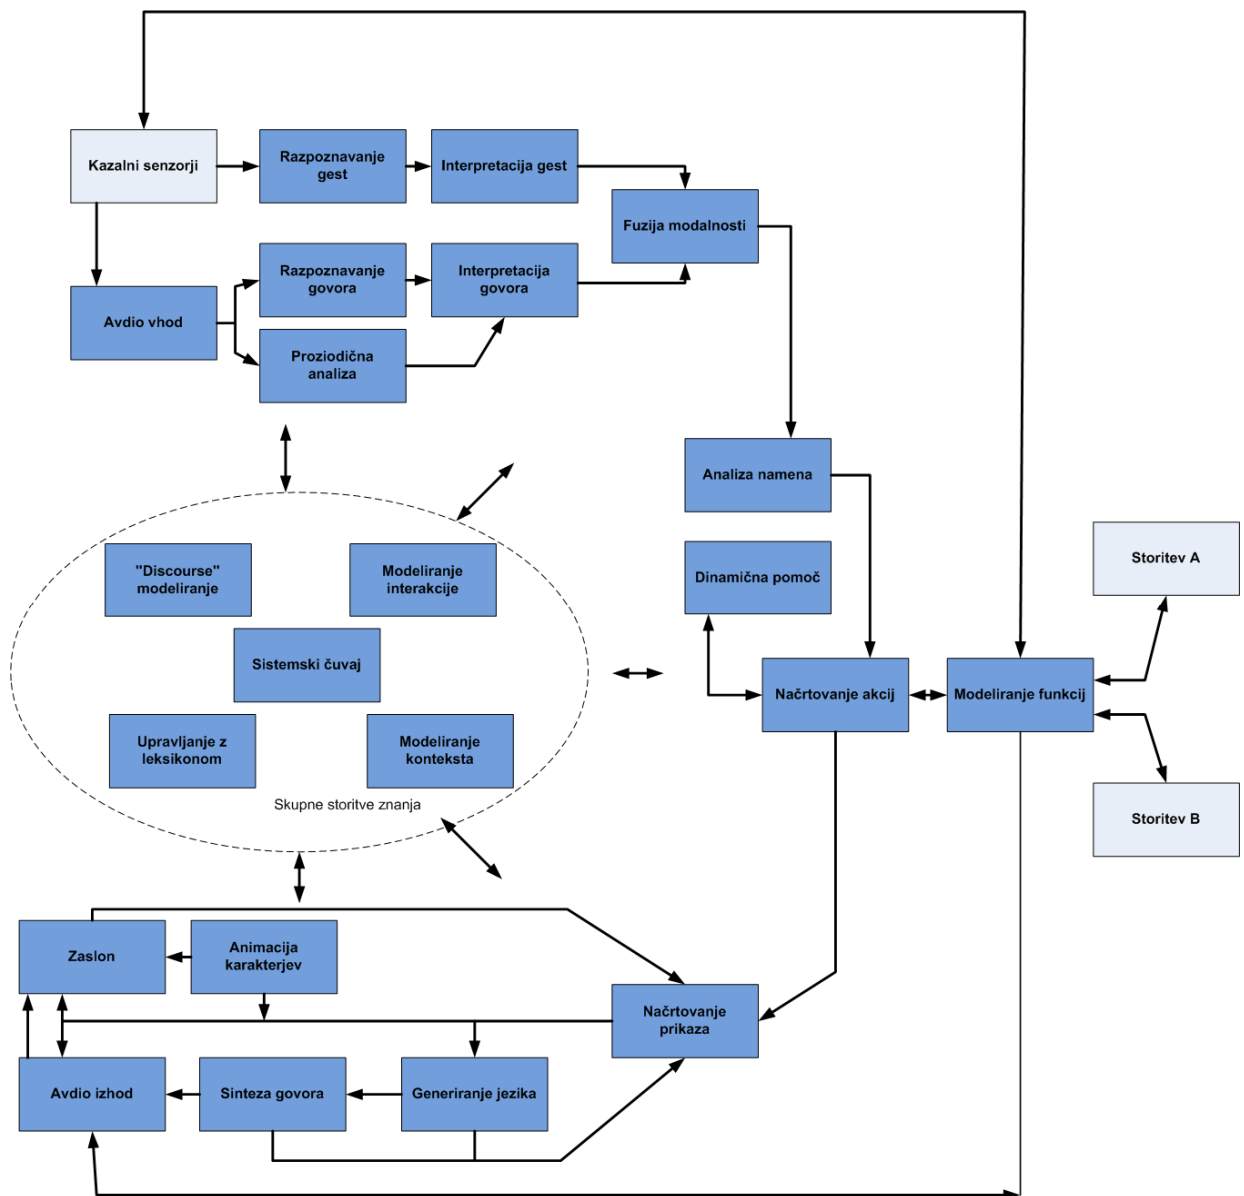 Kazalni senzorji
Razpoznavanje
gest
Interpretacija gest
Fuzija modalnosti
Razpoznavanje
govora
Interpretacija
govora
Avdio vhod
Proziodična
analiza
Analiza namena
Dinamična pomoč
Storitev A
"Discourse"
modeliranje
Modeliranje
interakcije
Sistemski čuvaj
Načrtovanje akcij
Modeliranje funkcij
Upravljanje z
leksikonom
Modeliranje
konteksta
Skupne storitve znanja
Storitev B
Zaslon
Animacija
karakterjev
Načrtovanje
prikaza
Avdio izhod
Sinteza govora
Generiranje jezika